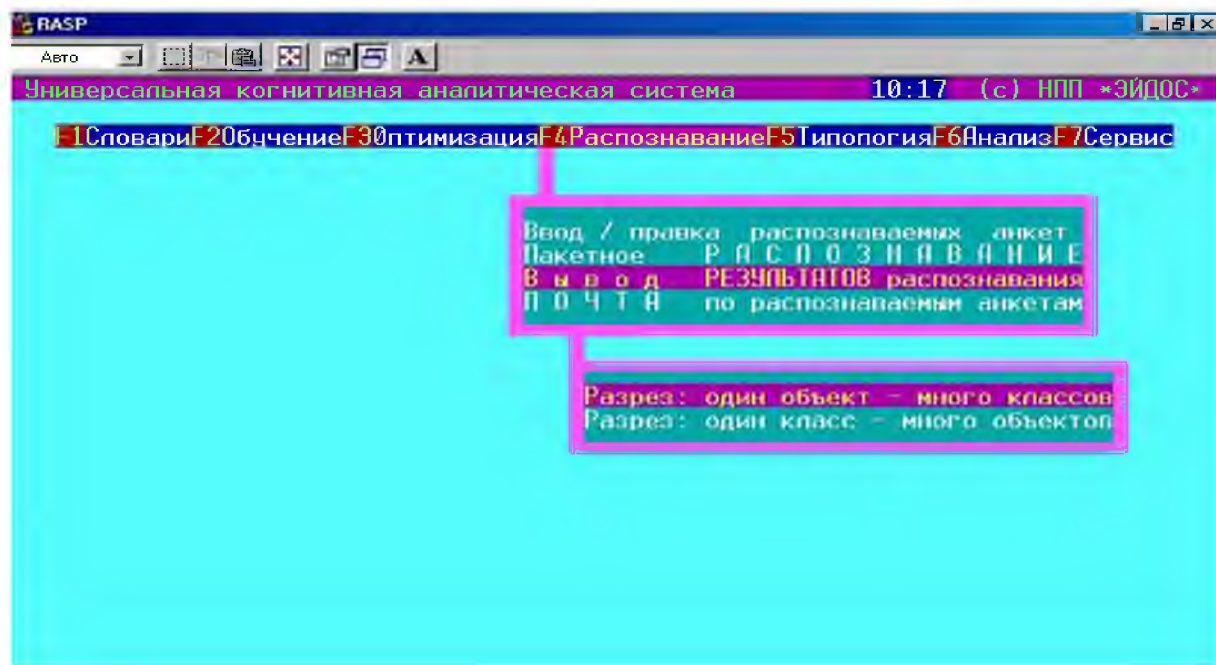 RASP
Авто
Универсальная когнитивная аналитическая система 10:17 (с) НПП *ЭЙДОС*
F1СловариF2ОбучениеF3ОптимизацияF4РаспознаваниеF5ТипологияF6АнализF7Сервис
Ввод / правка распознаваемых анкет
Пакетное Р А С П О З Н А В А Н И Е
В ы в о д РЕЗУЛЬТАТОВ распознавания
П О Ч Т А по распознаваемым анкетам
Разрез: один объект - много классов
Разрез: один класс - много объектов